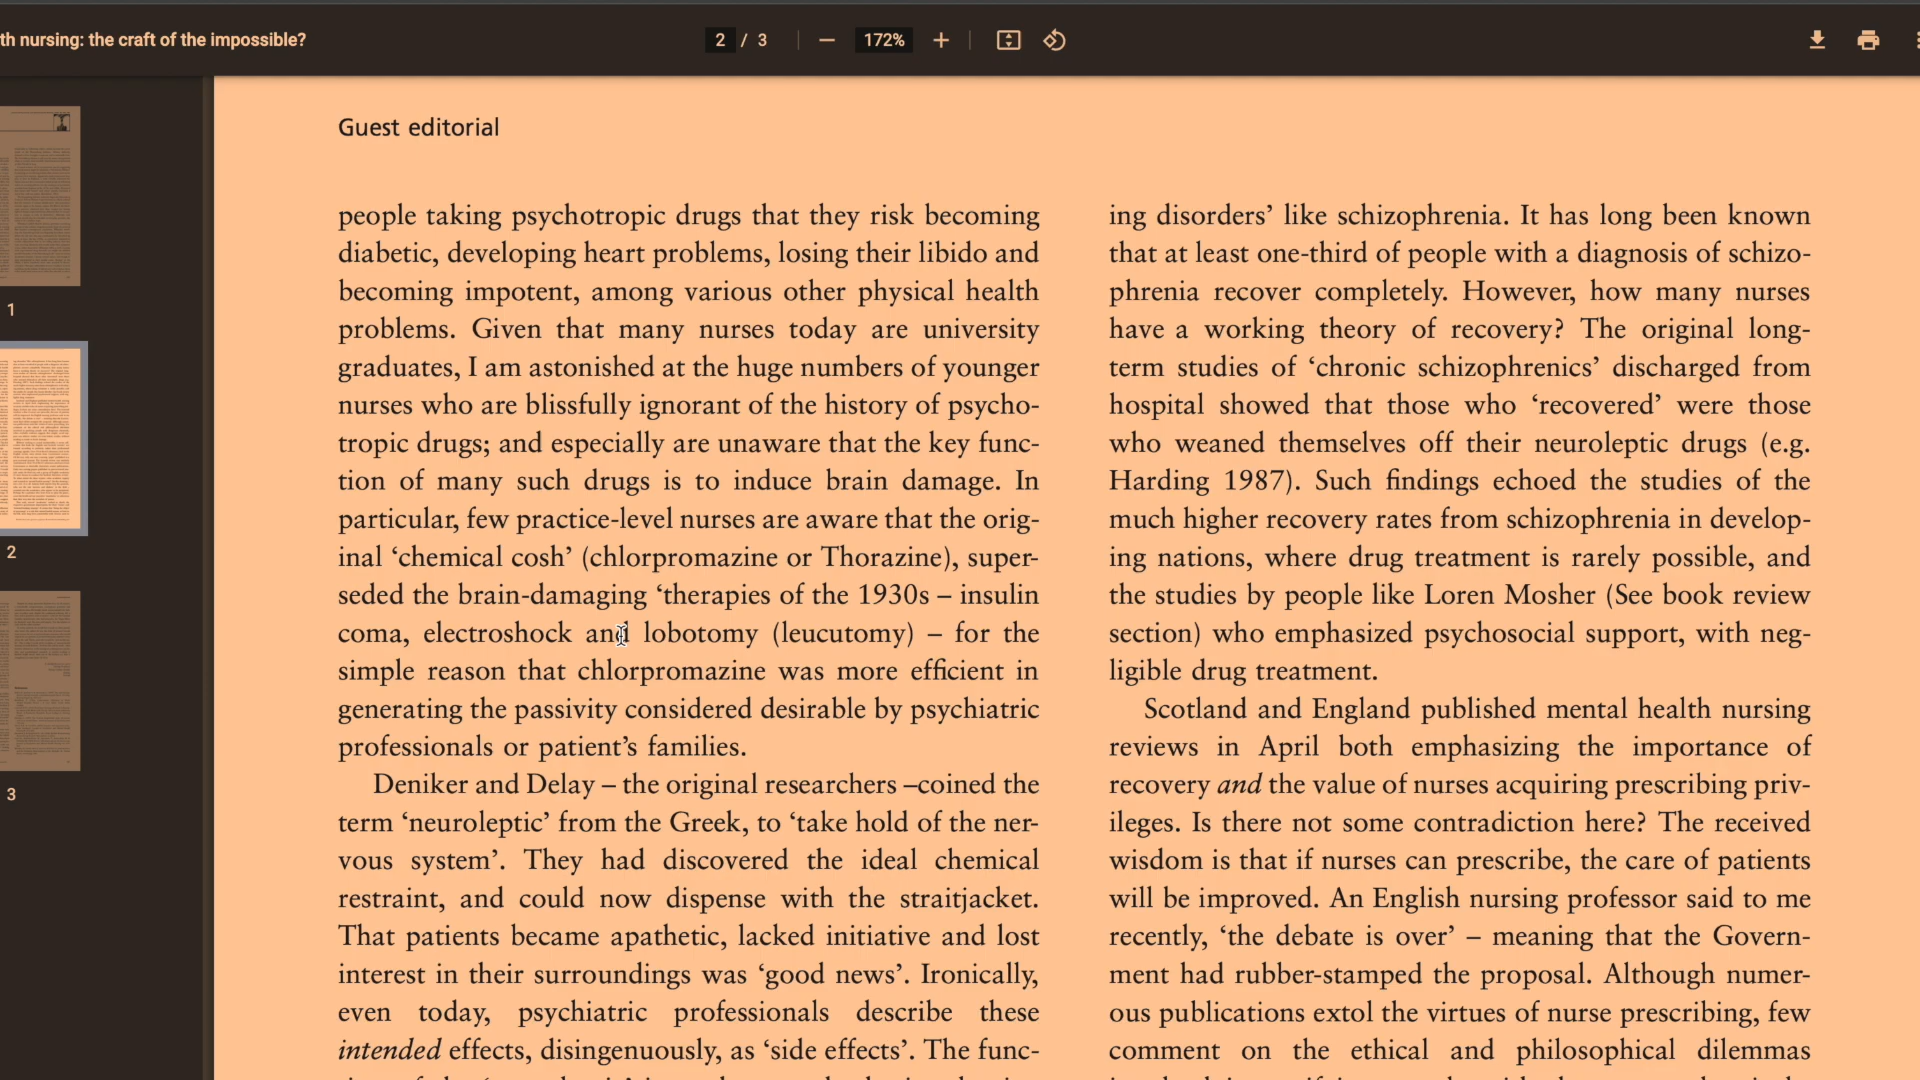 th nursing: the craft of the impossible?
2 / 3
172%
1
2
3
Guest editorial
people taking psychotropic drugs that they risk becoming
diabetic, developing heart problems, losing their libido and
becoming impotent, among various other physical health
problems. Given that many nurses today are university
graduates, I am astonished at the huge numbers of younger
nurses who are blissfully ignorant of the history of psycho-
tropic drugs; and especially are unaware that the key func-
tion of many such drugs is to induce brain damage. In
particular, few practice-level nurses are aware that the orig-
inal ‘chemical cosh’ (chlorpromazine or Thorazine), super-
seded the brain-damaging ‘therapies of the 1930s – insulin
coma, electroshock and lobotomy (leucutomy) – for the
simple reason that chlorpromazine was more efficient in
generating the passivity considered desirable by psychiatric
professionals or patient’s families.
Deniker and Delay – the original researchers –coined the
term ‘neuroleptic’ from the Greek, to ‘take hold of the ner-
vous system’. They had discovered the ideal chemical
restraint, and could now dispense with the straitjacket.
That patients became apathetic, lacked initiative and lost
interest in their surroundings was ‘good news’. Ironically,
even today, psychiatric professionals describe these
intended effects, disingenuously, as ‘side effects’. The func-
ing disorders’ like schizophrenia. It has long been known
that at least one-third of people with a diagnosis of schizo-
phrenia recover completely. However, how many nurses
have a working theory of recovery? The original long-
term studies of ‘chronic schizophrenics’ discharged from
hospital showed that those who ‘recovered’ were those
who weaned themselves off their neuroleptic drugs (e.g.
Harding 1987). Such findings echoed the studies of the
much higher recovery rates from schizophrenia in develop-
ing nations, where drug treatment is rarely possible, and
the studies by people like Loren Mosher (See book review
section) who emphasized psychosocial support, with neg-
ligible drug treatment.
Scotland and England published mental health nursing
reviews in April both emphasizing the importance of
recovery and the value of nurses acquiring prescribing priv-
ileges. Is there not some contradiction here? The received
wisdom is that if nurses can prescribe, the care of patients
will be improved. An English nursing professor said to me
recently, ‘the debate is over’ – meaning that the Govern-
ment had rubber-stamped the proposal. Although numer-
ous publications extol the virtues of nurse prescribing, few
comment on the ethical and philosophical dilemmas